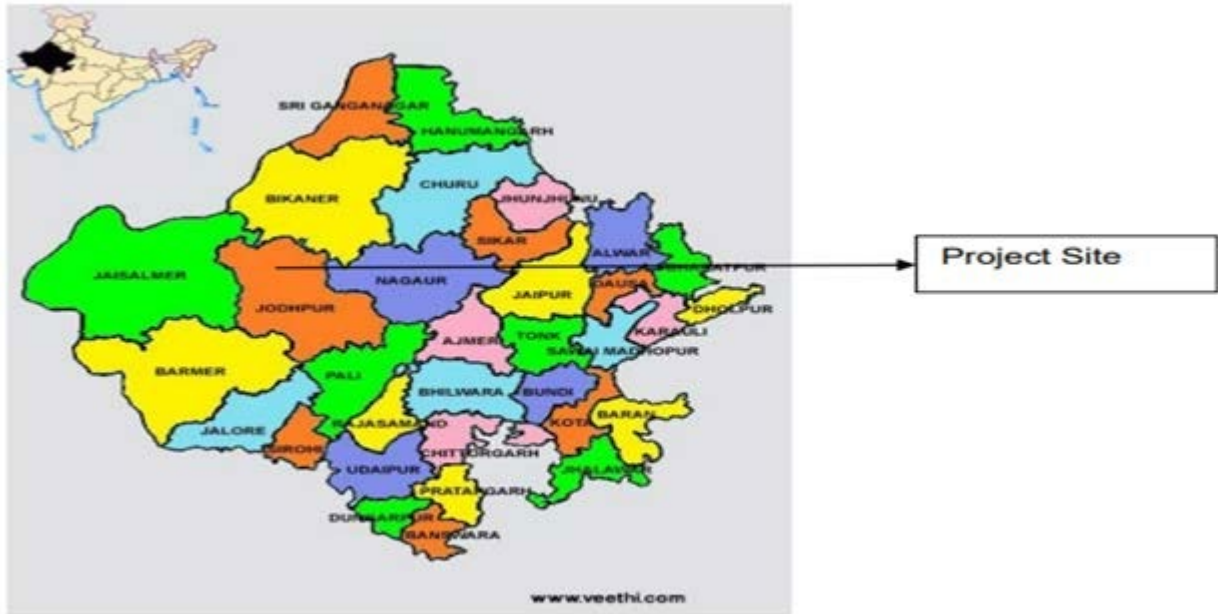 SRI GANGANAGAR
HANUMANGARH
CHURU
BIKANER
JHUNJHUNU
SIKAR
ALWAR
BHARATPUR
Project Site
JAISALMER
NAGAUR
DAUSA
JAIPUR
DHOLPUR
JODHPUR
KARAULI
TONK
AJMER
SAWAI MADHOPUR
BARMER
PALI
BHILWARA
BUNDI
BARAN
RAJASAMAND
KOTA
JALORE
SIROHI
CHITTORGARH
UDAIPUR
JHALAWAR
PRATAPGARH
DUNGARPUR
BANSWARA
www.veethi.com